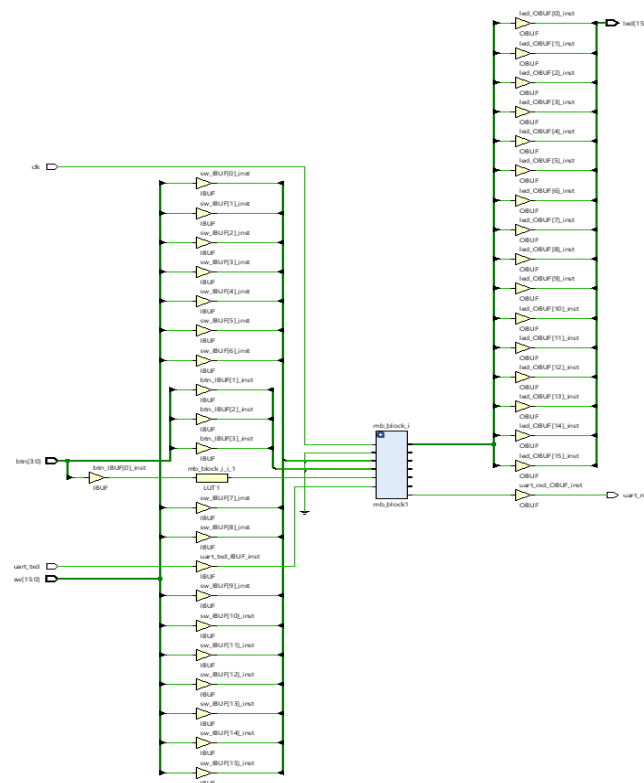 led_OBUF[0]_inst
led[15
OBUF
led_OBUF[1]_inst
OBUF
led_OBUF[2]_inst
OBUF
led_OBUF[3]_inst
OBUF
led_OBUF[4]_inst
OBUF
led_OBUF[5]_inst
OBUF
led_OBUF[6]_inst
OBUF
led_OBUF[7]_inst
OBUF
led_OBUF[8]_inst
OBUF
led_OBUF[9]_inst
OBUF
led_OBUF[10]_inst
OBUF
led_OBUF[11]_inst
OBUF
led_OBUF[12]_inst
OBUF
led_OBUF[13]_inst
OBUF
led_OBUF[14]_inst
OBUF
led_OBUF[15]_inst
OBUF
uart_rxd_OBUF_inst
uart_r
OBUF
clk
sw_IBUF[0]_inst
IBUF
sw_IBUF[1]_inst
IBUF
sw_IBUF[2]_inst
IBUF
sw_IBUF[3]_inst
IBUF
sw_IBUF[4]_inst
IBUF
sw_IBUF[5]_inst
IBUF
sw_IBUF[6]_inst
IBUF
btn_IBUF[1]_inst
IBUF
btn_IBUF[2]_inst
IBUF
btn_IBUF[3]_inst
IBUF
mb_block_i
mb_block1
btn[3:0]
btn_IBUF[0]_inst
IBUF
mb_block_i_i_1
LUT1
sw_IBUF[7]_inst
IBUF
sw_IBUF[8]_inst
IBUF
uart_txd_IBUF_inst
uart_txd
IBUF
sw[15:0]
sw_IBUF[9]_inst
IBUF
sw_IBUF[10]_inst
IBUF
sw_IBUF[11]_inst
IBUF
sw_IBUF[12]_inst
IBUF
sw_IBUF[13]_inst
IBUF
sw_IBUF[14]_inst
IBUF
sw_IBUF[15]_inst
IBUF